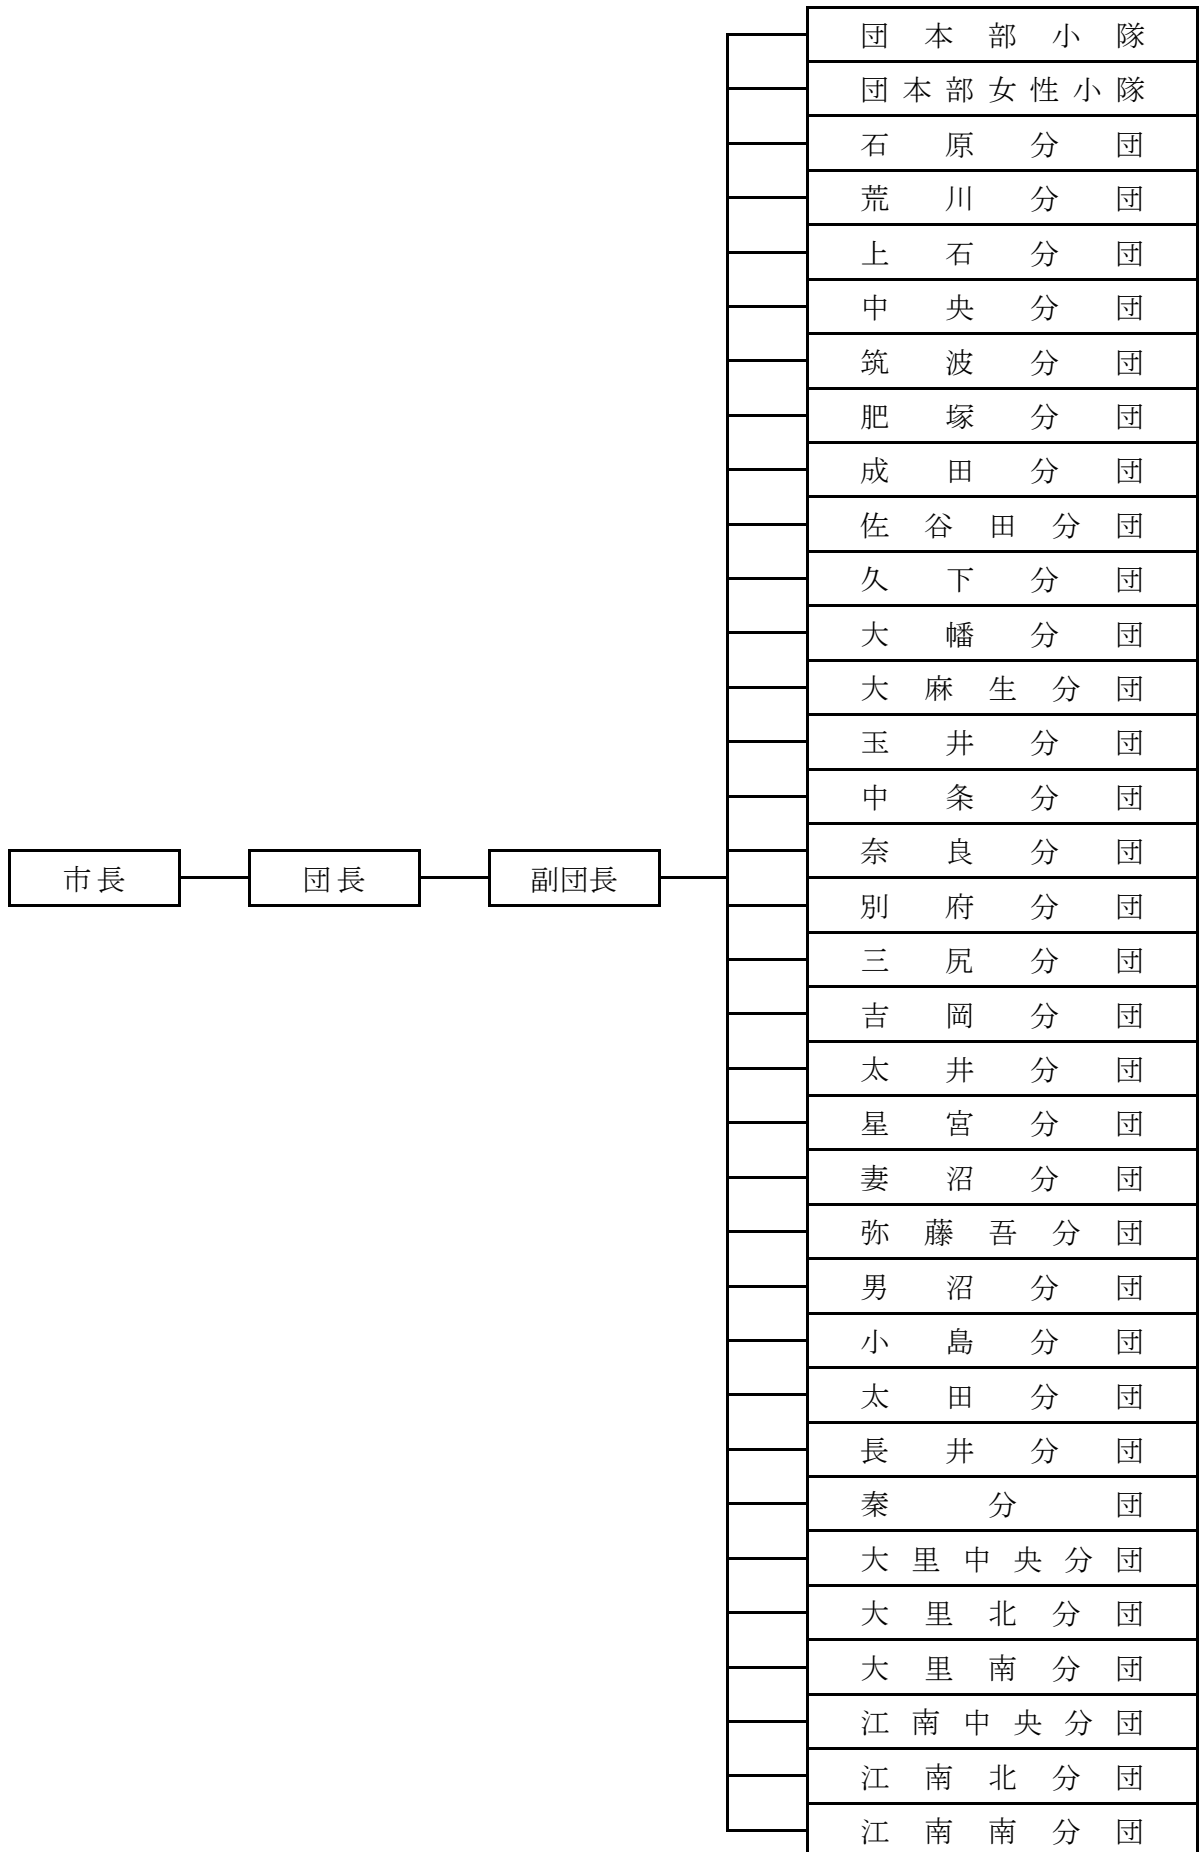 市長
団長
副団長
団本部小隊
団本部女性小隊
石原分団
荒川分団
上石分団
中央分団
筑波分団
肥塚分団
成田分団
佐谷田分団
久下分団
大幡分団
大麻生分団
玉井分団
中条分団
奈良分団
別府分団
三尻分団
吉岡分団
太井分団
星宮分団
妻沼分団
弥藤吾分団
男沼分団
小島分団
太田分団
長井分団
秦分団
大里中央分団
大里北分団
大里南分団
江南中央分団
江南北分団
江南南分団